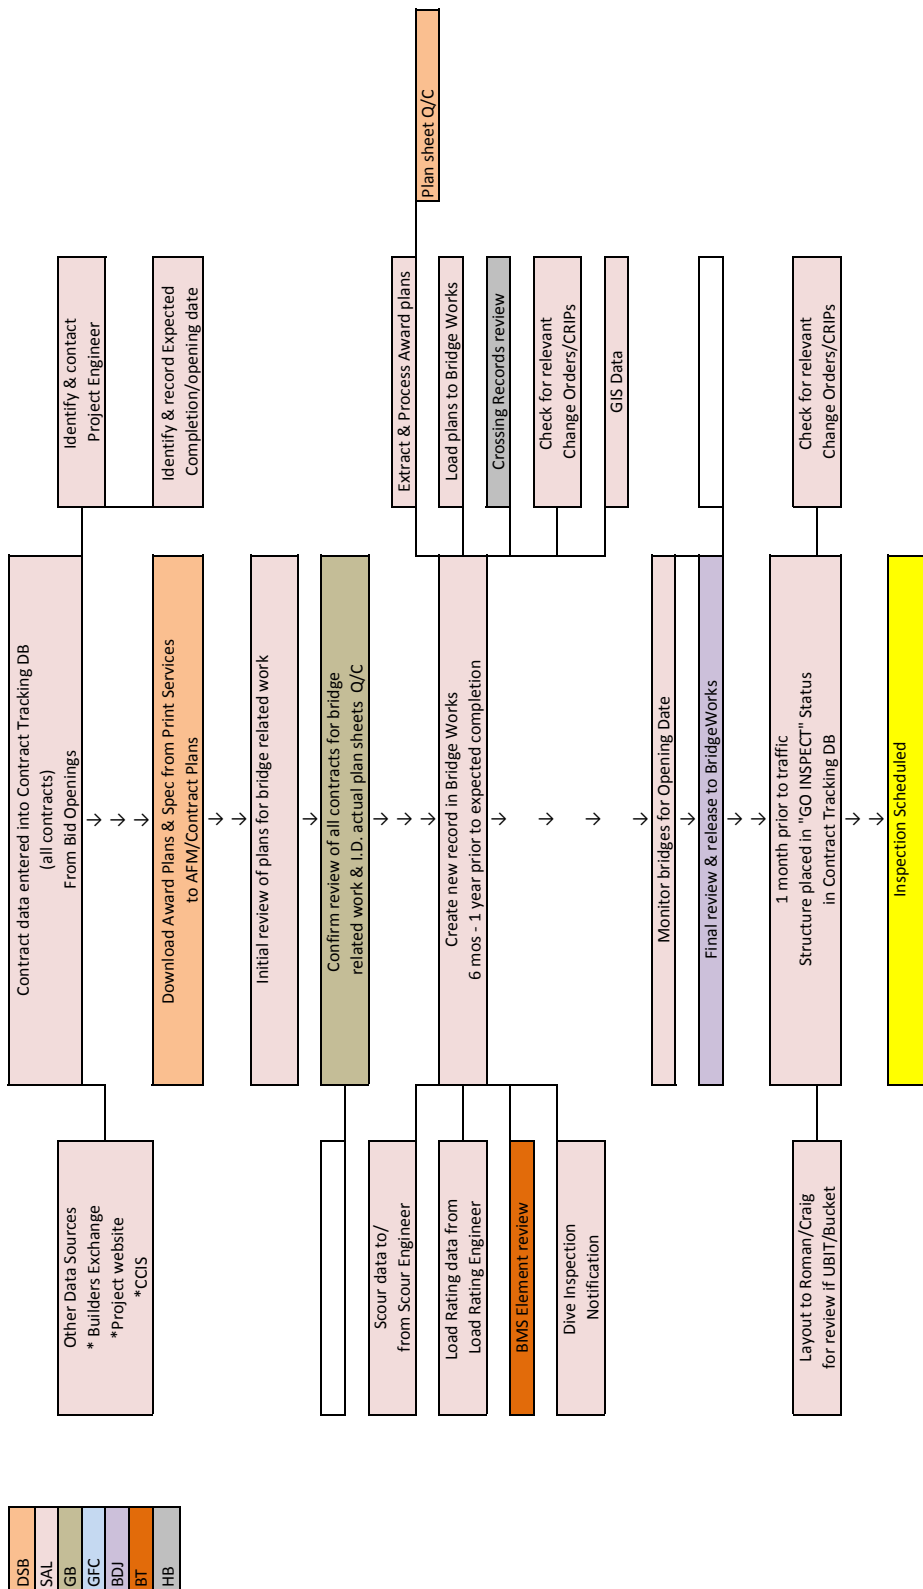 DSB
SAL
GB
GFC
BDJ
BT
HB
Other Data Sources
* Builders Exchange
*Project website
*CCIS
Contract data entered into Contract Tracking DB
(all contracts)
From Bid Openings
Identify & contact
Project Engineer
Identify & record Expected
Completion/opening date
↓
↓
↓
Download Award Plans & Spec from Print Services
to AFM/Contract Plans
↓
↓
Initial review of plans for bridge related work
↓
Confirm review of all contracts for bridge
related work & I.D. actual plan sheets Q/C
↓
↓
↓
Scour data to/
from Scour Engineer
Load Rating data from
Load Rating Engineer
BMS Element review
Dive Inspection
Notification
Create new record in Bridge Works
6 mos - 1 year prior to expected completion
Extract & Process Award plans
Plan sheet Q/C
Load plans to Bridge Works
Crossing Records review
Check for relevant
Change Orders/CRIPs
GIS Data
↓
↓
↓
↓
Monitor bridges for Opening Date
↓
Final review & release to BridgeWorks
↓
↓
Layout to Roman/Craig
for review if UBIT/Bucket
1 month prior to traffic
Structure placed in "GO INSPECT" Status
in Contract Tracking DB
Check for relevant
Change Orders/CRIPs
↓
↓
Inspection Scheduled